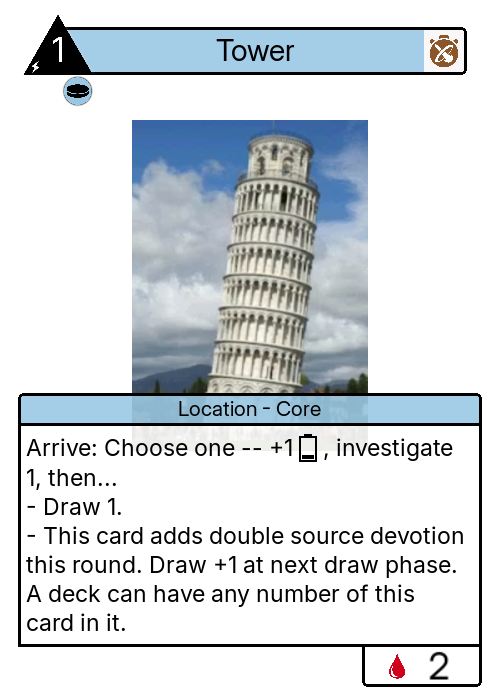 1
Tower
Location - Core
Arrive: Choose one -- +1 , investigate
1, then...
- Draw 1.
- This card adds double source devotion
this round. Draw +1 at next draw phase.
A deck can have any number of this
card in it.
2